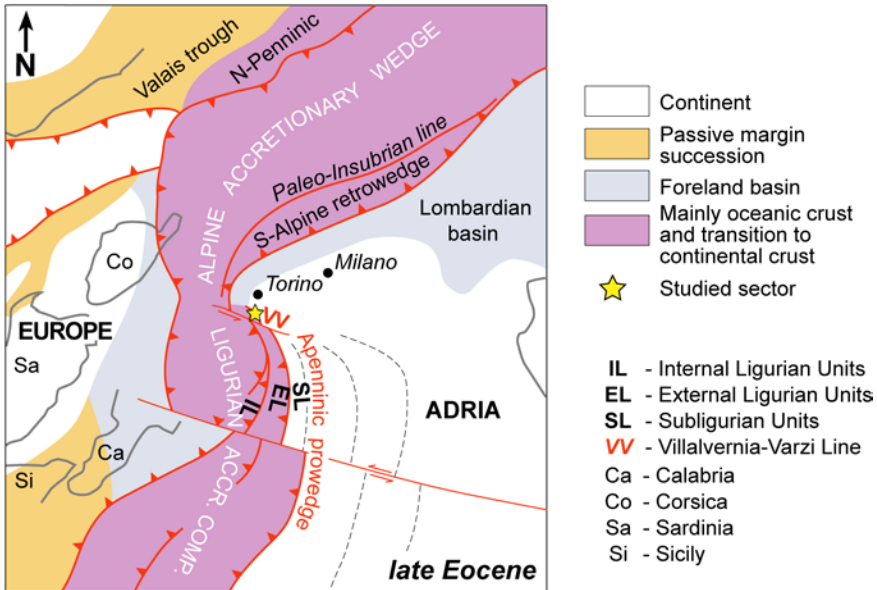 N
Valais trough
N-Penninic
ALPINE ACCRETIONARY WEDGE
Paleo-Insubrian line
S-Alpine retrowedge
Lombardian
basin
Milano
Torino
VV
Co
EUROPE
Sa
Ca
Si
LIGURIAN ACCR. COMP.
IL
EL
SL
Apenninic prowedge
ADRIA
late Eocene
Continent
Passive margin
succession
Foreland basin
Mainly oceanic crust
and transition to
continental crust
Studied sector
IL - Internal Ligurian Units
EL - External Ligurian Units
SL - Subligurian Units
VV - Villalvernia-Varzi Line
Ca - Calabria
Co - Corsica
Sa - Sardinia
Si - Sicily